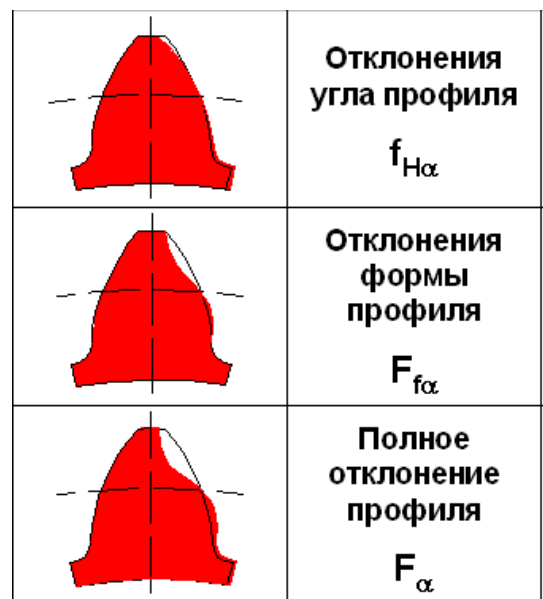 Отклонения
угла профиля
fHα
Отклонения
формы
профиля
Ffα
Полное
отклонение
профиля
Fα